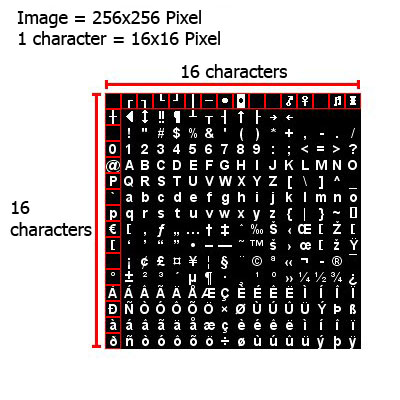 Image = 256x256 Pixel
1 character = 16x16 Pixel
16 characters
16
characters
! " # $ % & ' ( ) * + , - . /
0 1 2 3 4 5 6 7 8 9 : ; < = > ?
@ A B C D E F G H I J K L M N O
P Q R S T U V W X Y Z [ \ ] ^ _
` a b c d e f g h i j k l m n o
p q r s t u v w x y z { | } ~
¡ ¢ £ ¤ ¥ ¦ § ¨ © ª « ¬ - ® ¯
° ± ² ³ ´ µ ¶ · ¸ ¹ º » ¼ ½ ¾ ¿
À Á Â Ã Ä Å Æ Ç È É Ê Ë Ì Í Î Ï
Ð Ñ Ò Ó Ô Õ Ö × Ø Ù Ú Û Ü Ý Þ ß
à á â ã ä å æ ç è é ê ë ì í î ï
ð ñ ò ó ô õ ö ÷ ø ù ú û ü ý þ ÿ